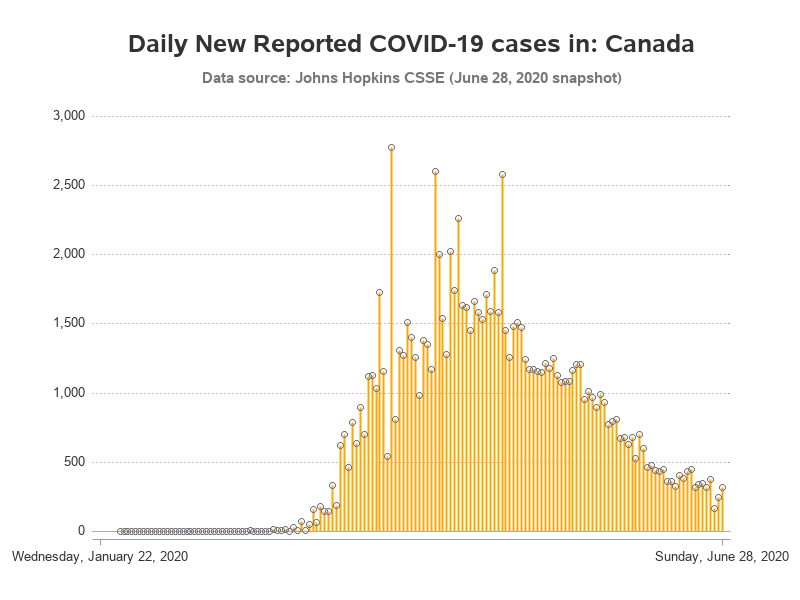 Daily New Reported COVID-19 cases in: Canada
Data source: Johns Hopkins CSSE (June 28, 2020 snapshot)
3,000
2,500
2,000
1,500
1,000
500
0
Wednesday, January 22, 2020
Sunday, June 28, 2020